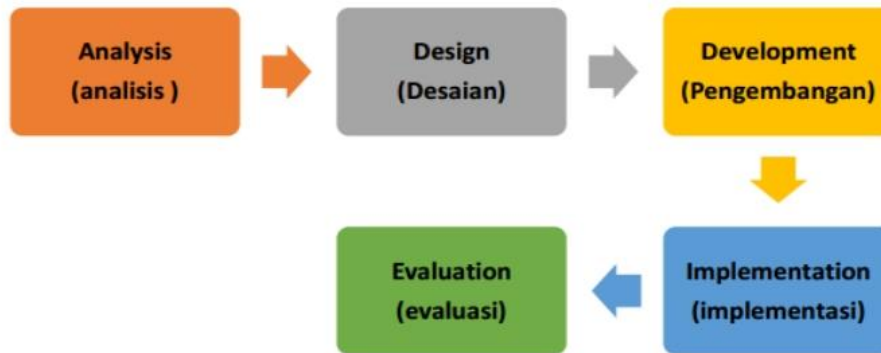 Analysis
(analisis )
Design
(Desaian)
Development
(Pengembangan)
Evaluation
(evaluasi)
Implementation
(implementasi)